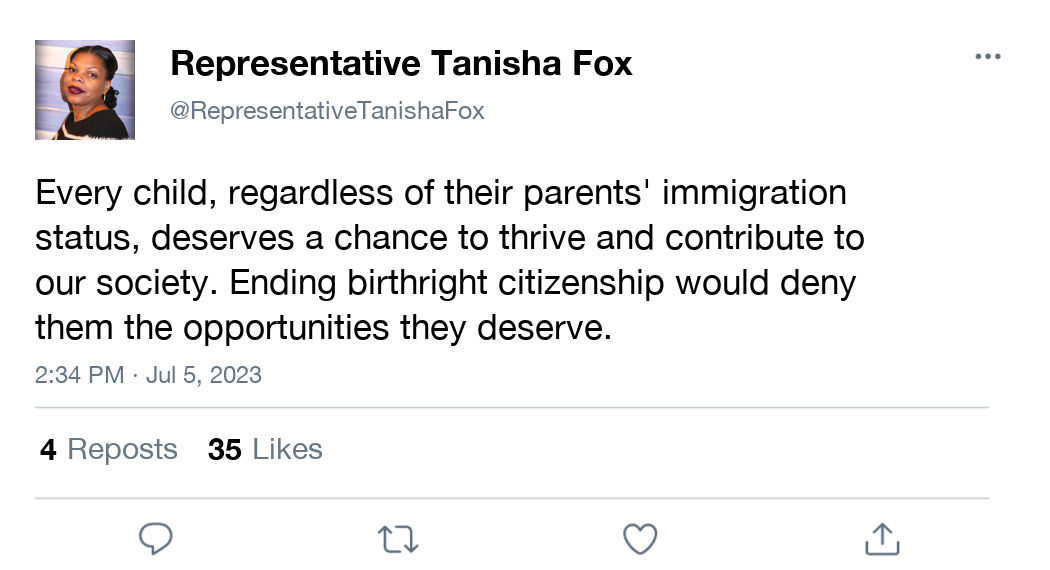 Representative Tanisha Fox
@RepresentativeTanishaFox
Every child, regardless of their parents' immigration
status, deserves a chance to thrive and contribute to
our society. Ending birthright citizenship would deny
them the opportunities they deserve.
2:34 PM · Jul 5, 2023
4 Reposts 35 Likes